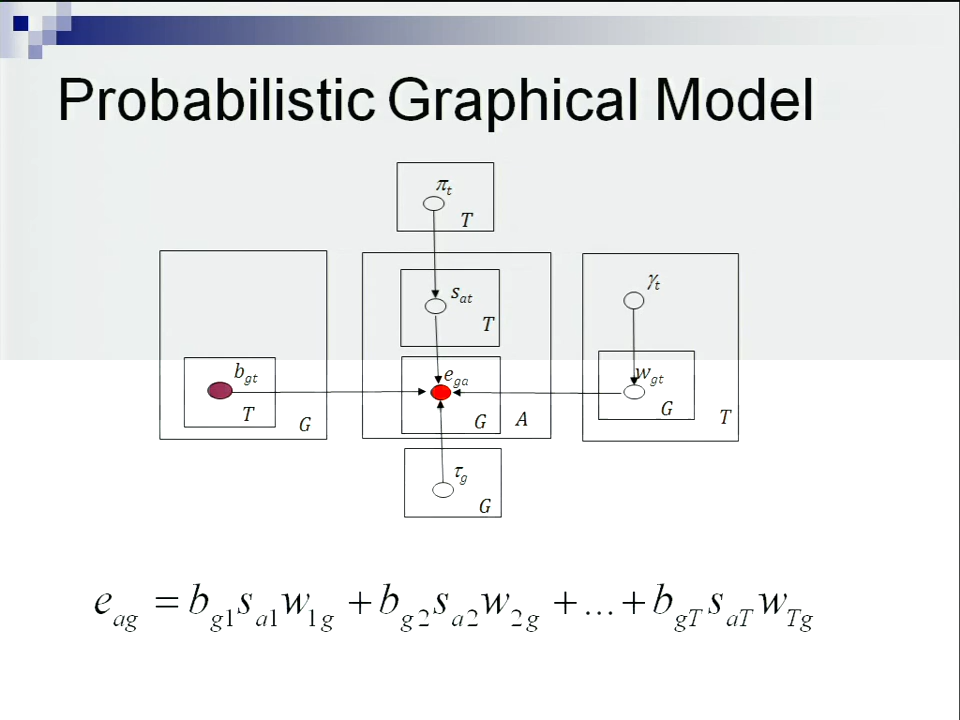 Probabilistic Graphical Model
π_t
T
s_at
T
γ_t
b_gt
T
G
e_ga
G
A
w_gt
G
T
τ_g
G
e_ag = b_g1 s_a1 w_1g + b_g2 s_a2 w_2g + ... + b_gT s_aT w_Tg